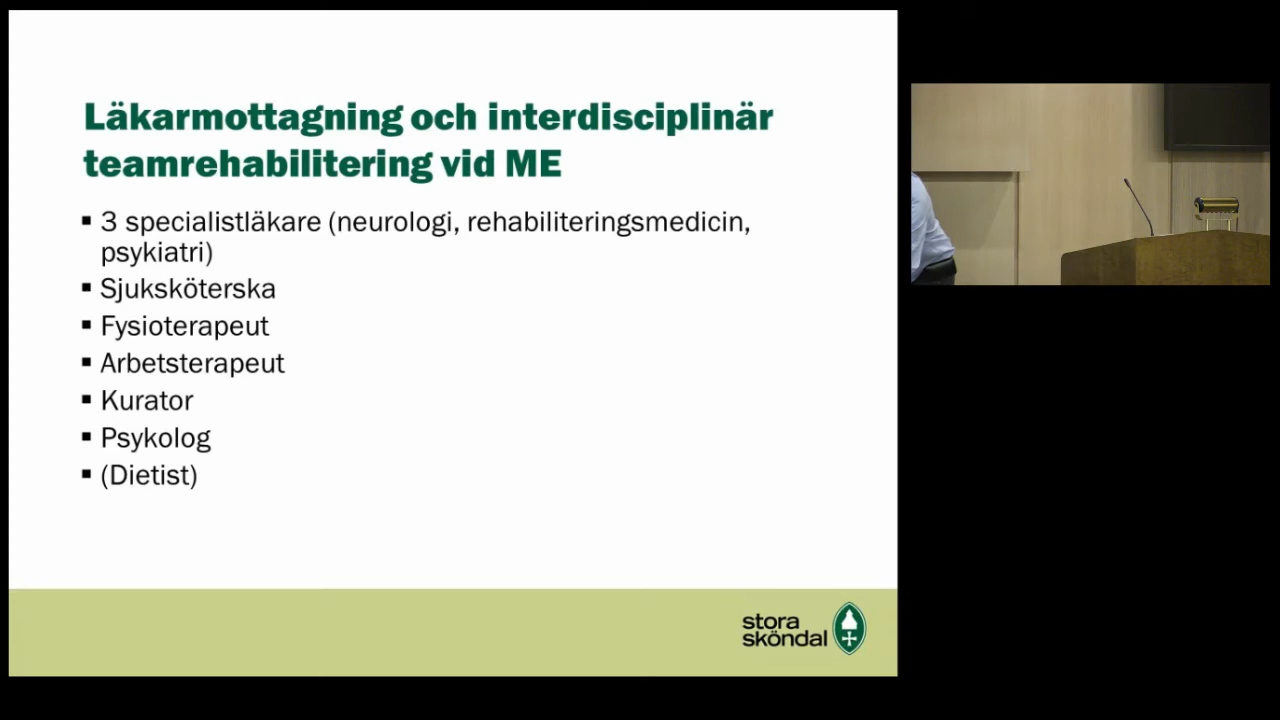 Läkarmottagning och interdisciplinär
teamrehabilitering vid ME
▪ 3 specialistläkare (neurologi, rehabiliteringsmedicin,
psykiatri)
▪ Sjuksköterska
▪ Fysioterapeut
▪ Arbetsterapeut
▪ Kurator
▪ Psykolog
▪ (Dietist)
stora
sköndal